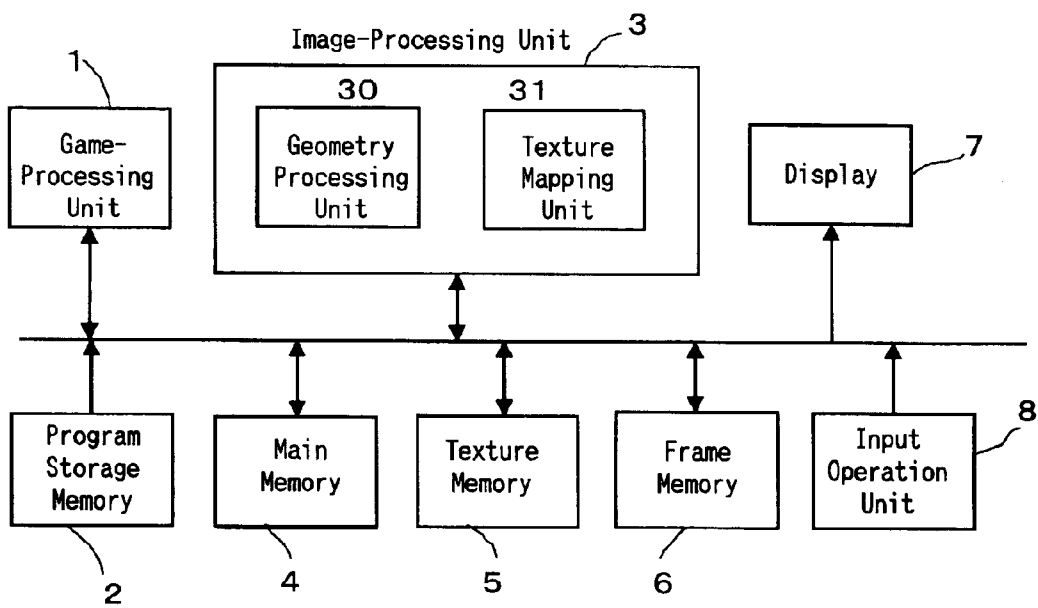 Image-Processing Unit
3
1
30
31
Game-
Processing
Unit
Geometry
Processing
Unit
Texture
Mapping
Unit
Display
7
Program
Storage
Memory
Main
Memory
Texture
Memory
Frame
Memory
Input
Operation
Unit
8
2
4
5
6